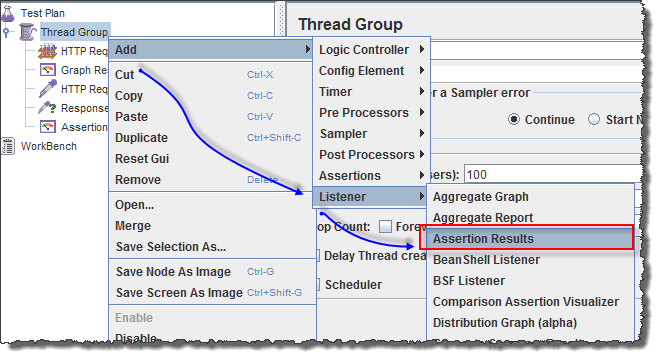 Test Plan
Thread Group
HTTP Req
Graph Res
HTTP Req
Response
Assertion
WorkBench
Add
Cut Ctrl-X
Copy Ctrl-C
Paste Ctrl-V
Duplicate Ctrl+Shift-C
Reset Gui
Remove Delete
Open...
Merge
Save Selection As...
Save Node As Image Ctrl-G
Save Screen As Image Ctrl+Shift-G
Enable
Disable
Logic Controller
Config Element
Timer
Pre Processors
Sampler
Post Processors
Assertions
Listener
Thread Group
r a Sampler error
Continue Start N
sers): 100
op Count: Forev
Delay Thread crea
Scheduler
Aggregate Graph
Aggregate Report
Assertion Results
BeanShell Listener
BSF Listener
Comparison Assertion Visualizer
Distribution Graph (alpha)